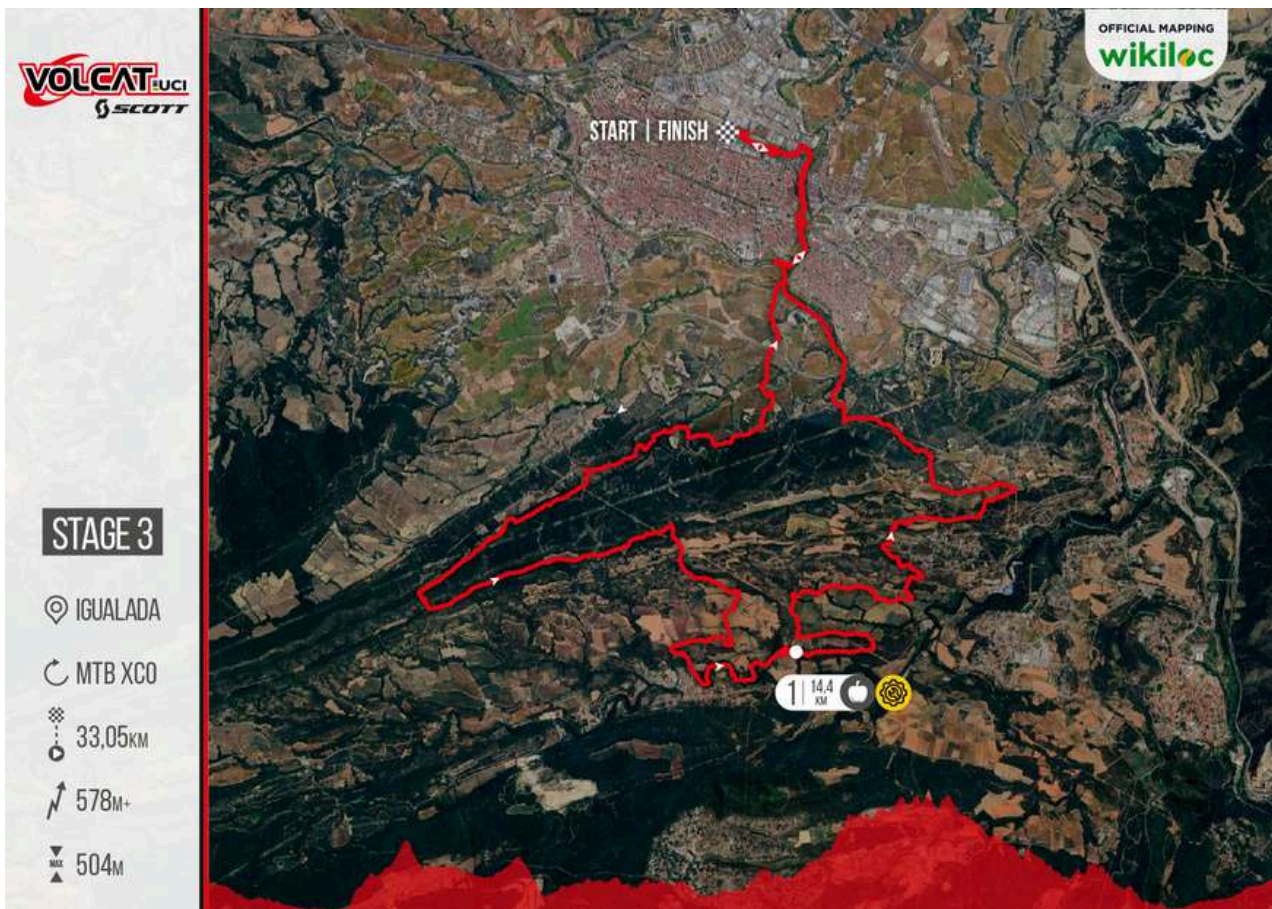 VOLCAT UCI
SCOTT
OFFICIAL MAPPING
wikiloc
START | FINISH
STAGE 3
IGUALADA
MTB XCO
33,05KM
578M+
MAX 504M
1 | 14,4 KM